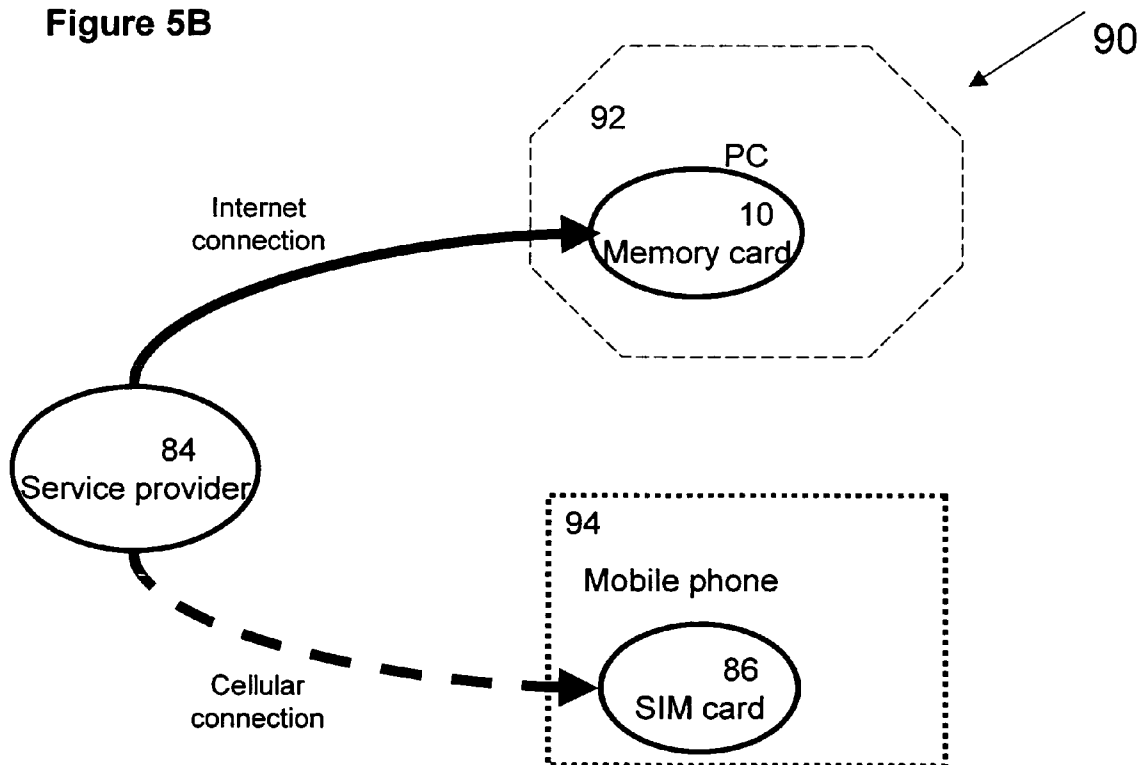 Figure 5B
90
92
PC
10
Memory card
Internet
connection
84
Service provider
94
Mobile phone
86
SIM card
Cellular
connection